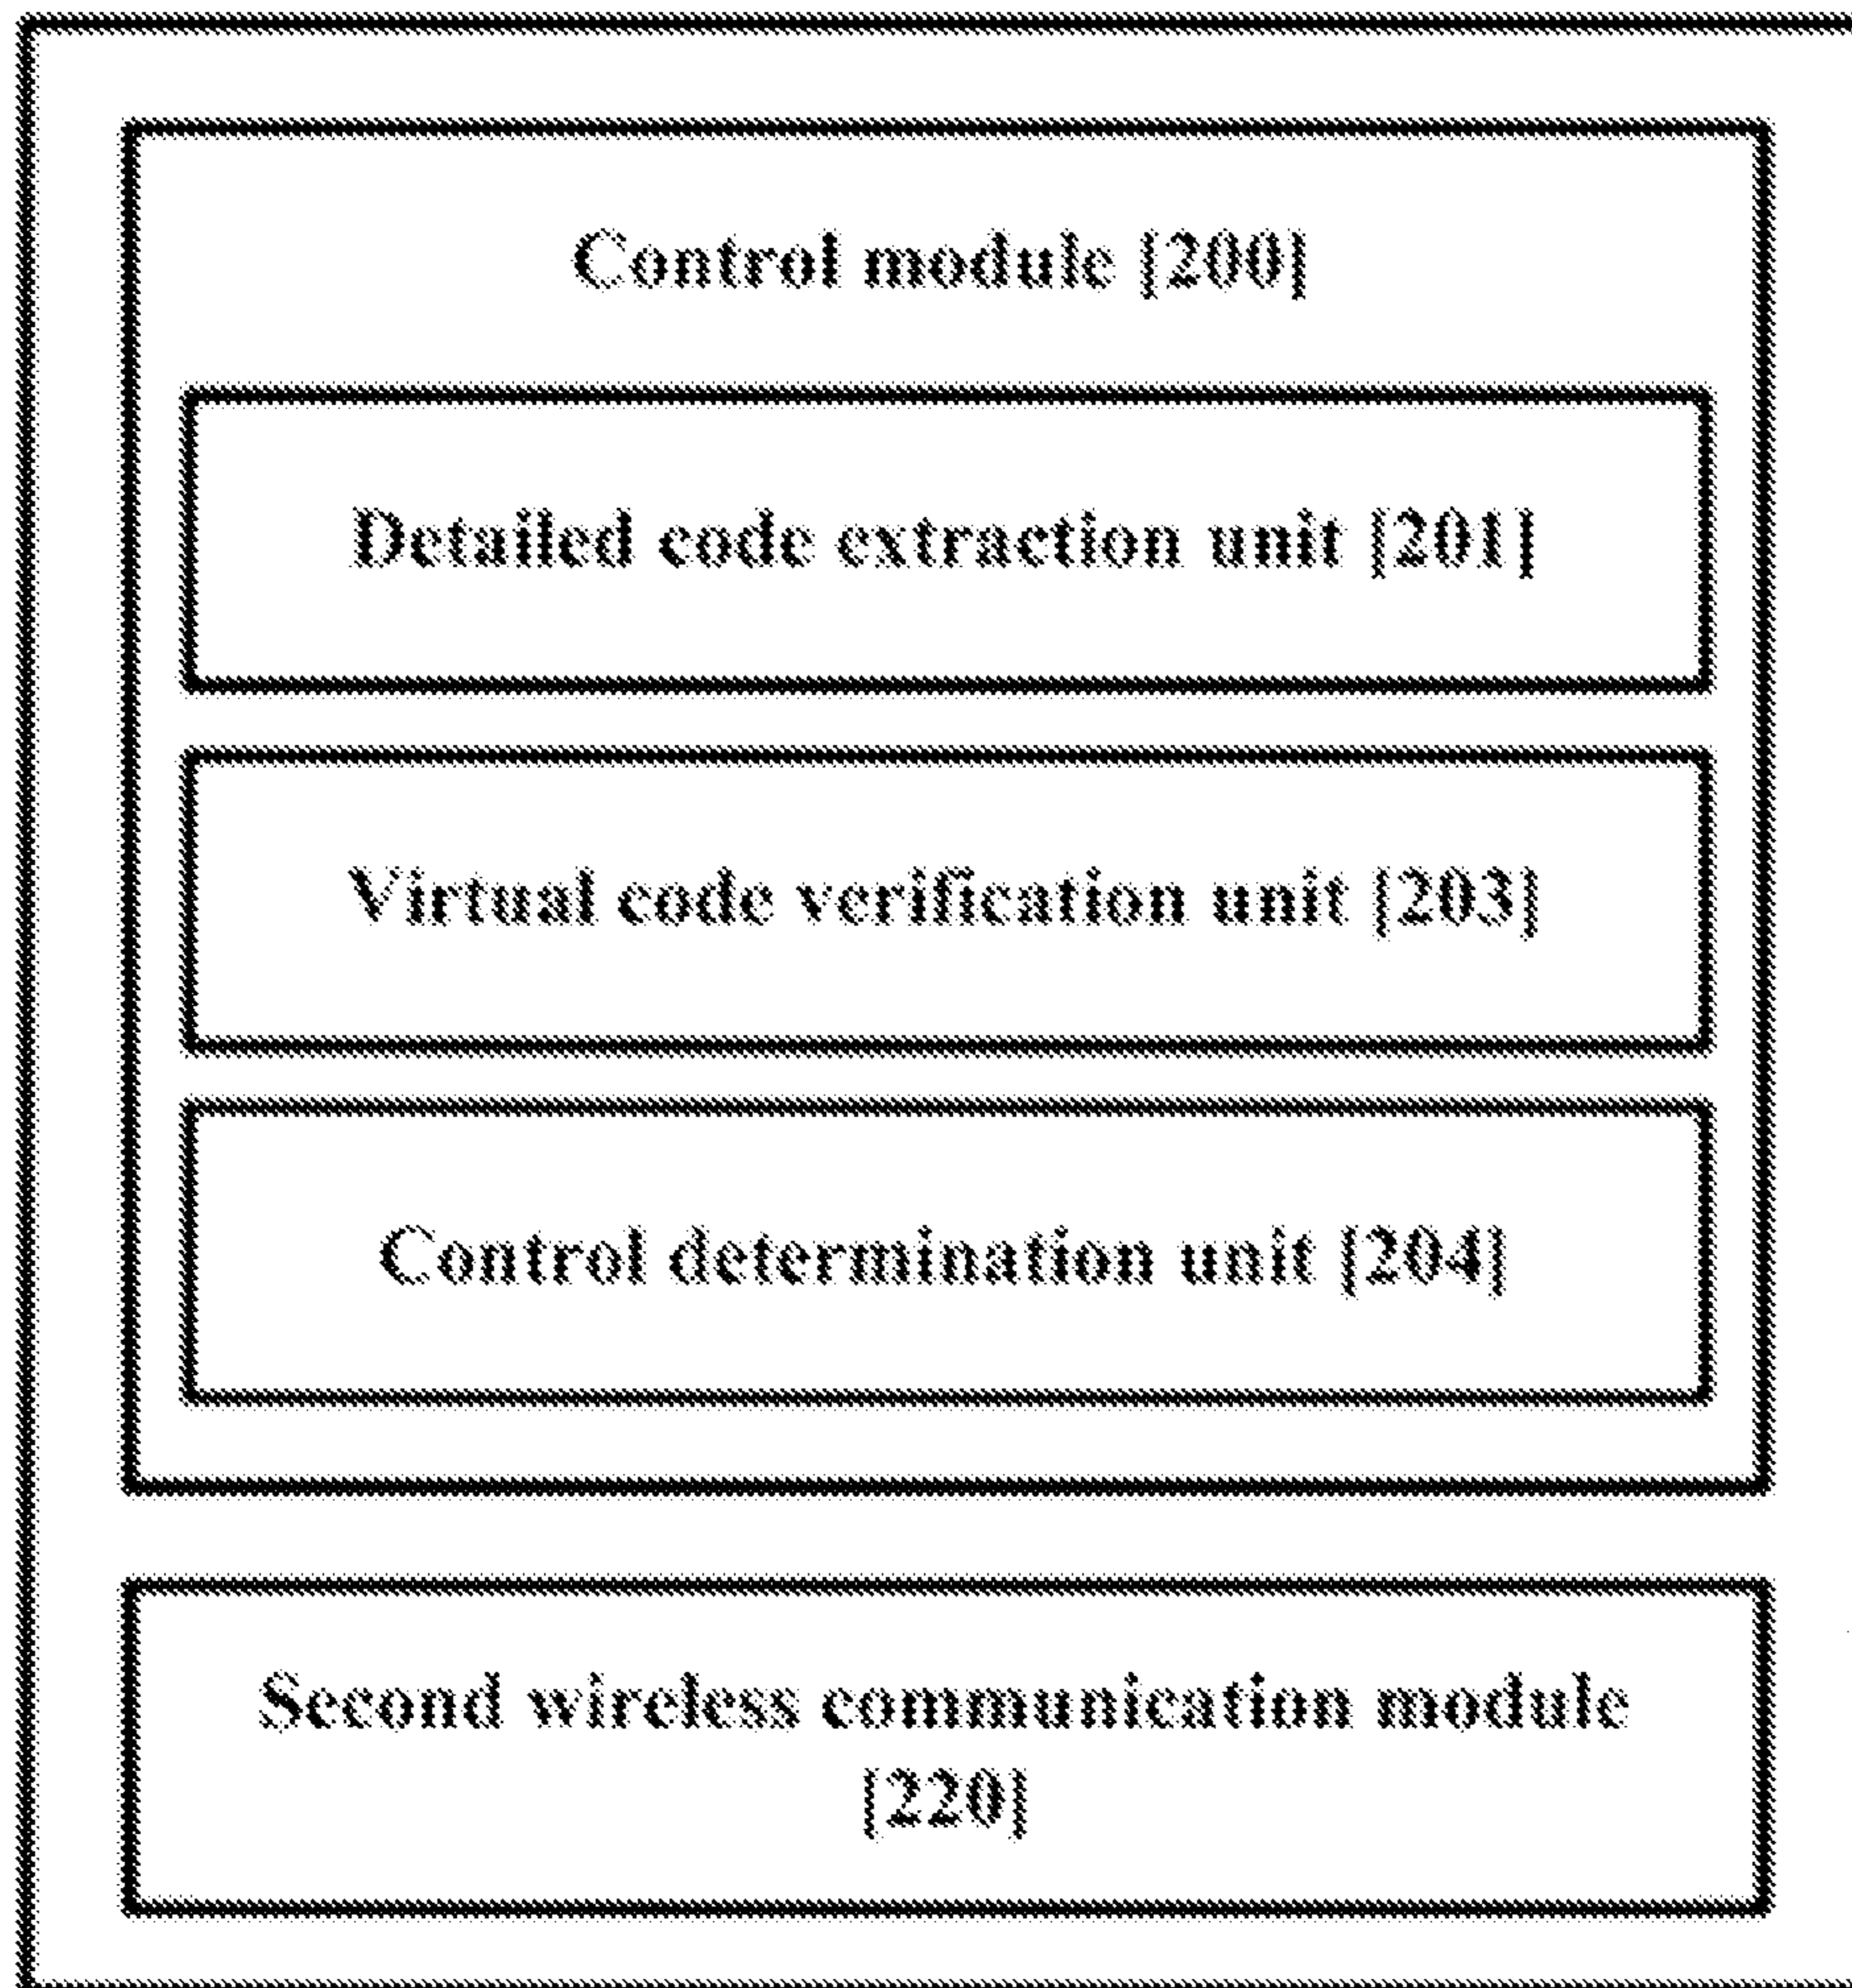 Control module [200]
Detailed code extraction unit [201]
Virtual code verification unit [203]
Control determination unit [204]
Second wireless communication module
[220]